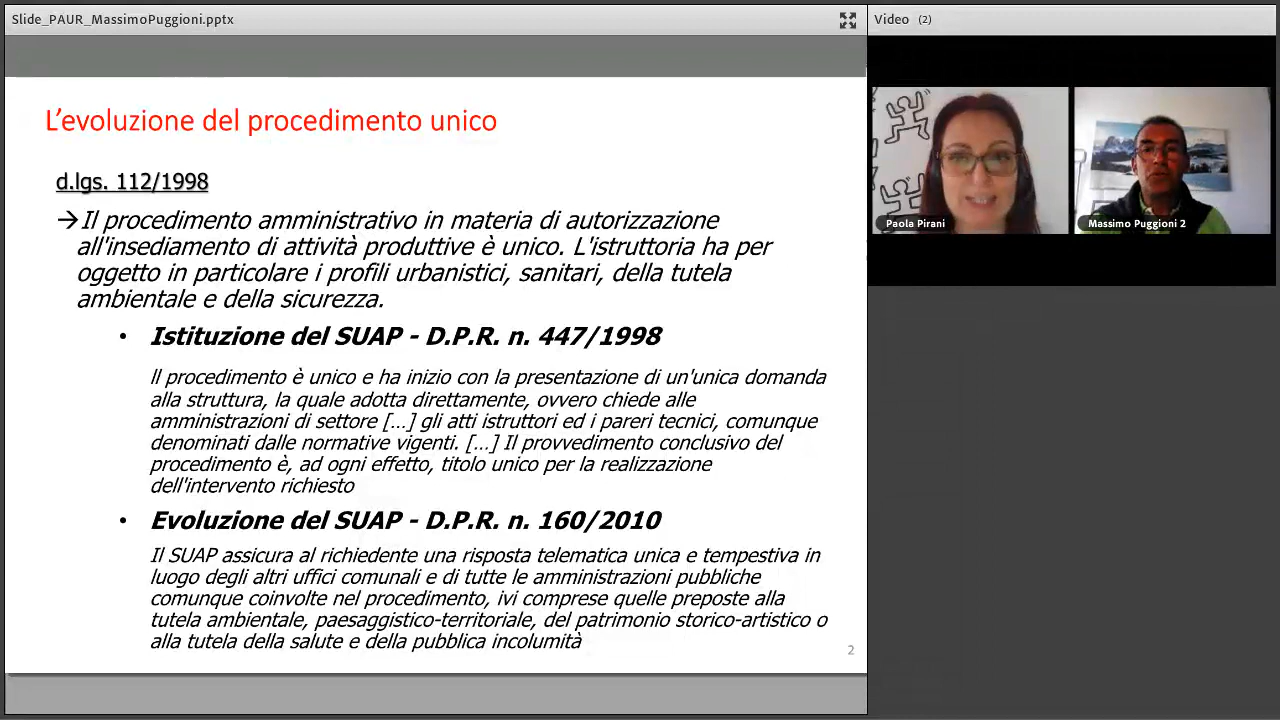 Slide_PAUR_MassimoPuggioni.pptx
Video (2)
L'evoluzione del procedimento unico
d.lgs. 112/1998
→Il procedimento amministrativo in materia di autorizzazione
all'insediamento di attività produttive è unico. L'istruttoria ha per
oggetto in particolare i profili urbanistici, sanitari, della tutela
ambientale e della sicurezza.
• Istituzione del SUAP - D.P.R. n. 447/1998
Il procedimento è unico e ha inizio con la presentazione di un'unica domanda
alla struttura, la quale adotta direttamente, ovvero chiede alle
amministrazioni di settore [...] gli atti istruttori ed i pareri tecnici, comunque
denominati dalle normative vigenti. [...] Il provvedimento conclusivo del
procedimento è, ad ogni effetto, titolo unico per la realizzazione
dell'intervento richiesto
• Evoluzione del SUAP - D.P.R. n. 160/2010
Il SUAP assicura al richiedente una risposta telematica unica e tempestiva in
luogo degli altri uffici comunali e di tutte le amministrazioni pubbliche
comunque coinvolte nel procedimento, ivi comprese quelle preposte alla
tutela ambientale, paesaggistico-territoriale, del patrimonio storico-artistico o
alla tutela della salute e della pubblica incolumità
2
Paola Pirani
Massimo Puggioni 2